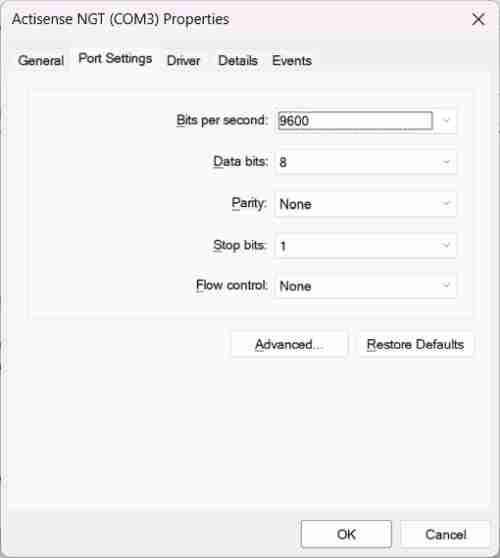 Actisense NGT (COM3) Properties
General Port Settings Driver Details Events
Bits per second: 9600
Data bits: 8
Parity: None
Stop bits: 1
Flow control: None
Advanced... Restore Defaults
OK Cancel